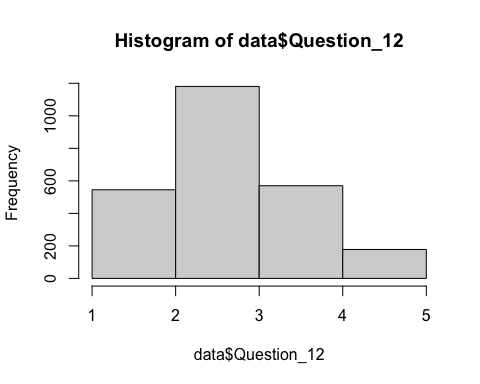 Histogram of data$Question_12
Frequency
1000
600
200
0
1 2 3 4 5
data$Question_12